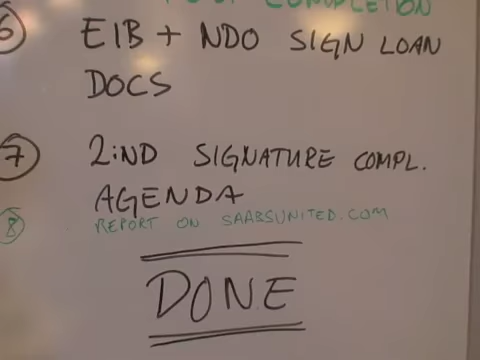 COMPLETION
6 EIB + NDO SIGN LOAN
DOCS
7 2:ND SIGNATURE COMPL.
AGENDA
8 REPORT ON SAABSUNITED.COM
DONE